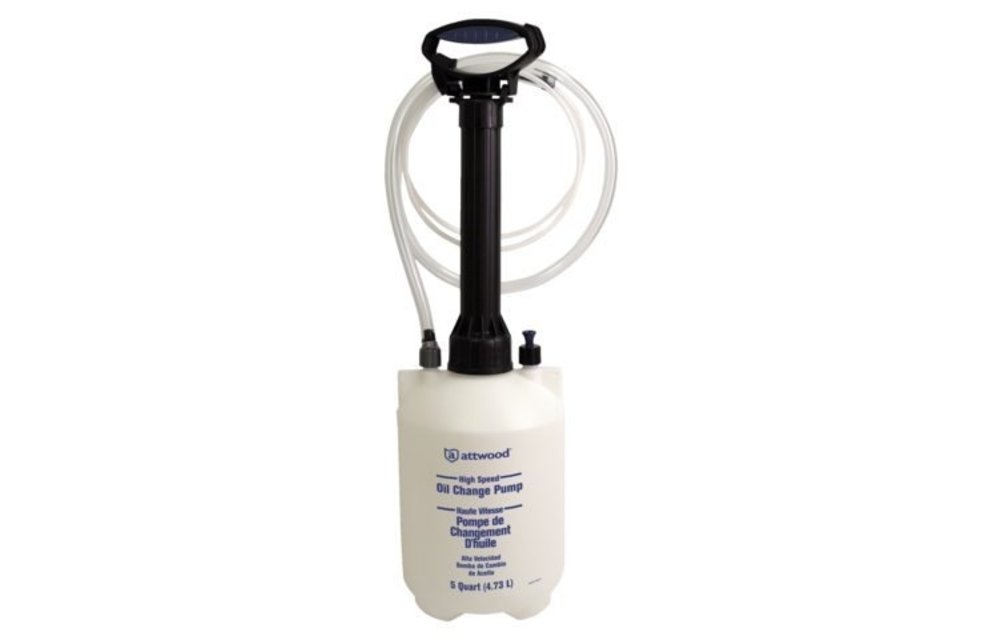 attwood
High Speed
Oil Change Pump
Haute Vitesse
Pompe de
Changement
D'huile
Alta Velocidad
Bomba de Cambio
de Aceite
5 Quart (4.73 L)